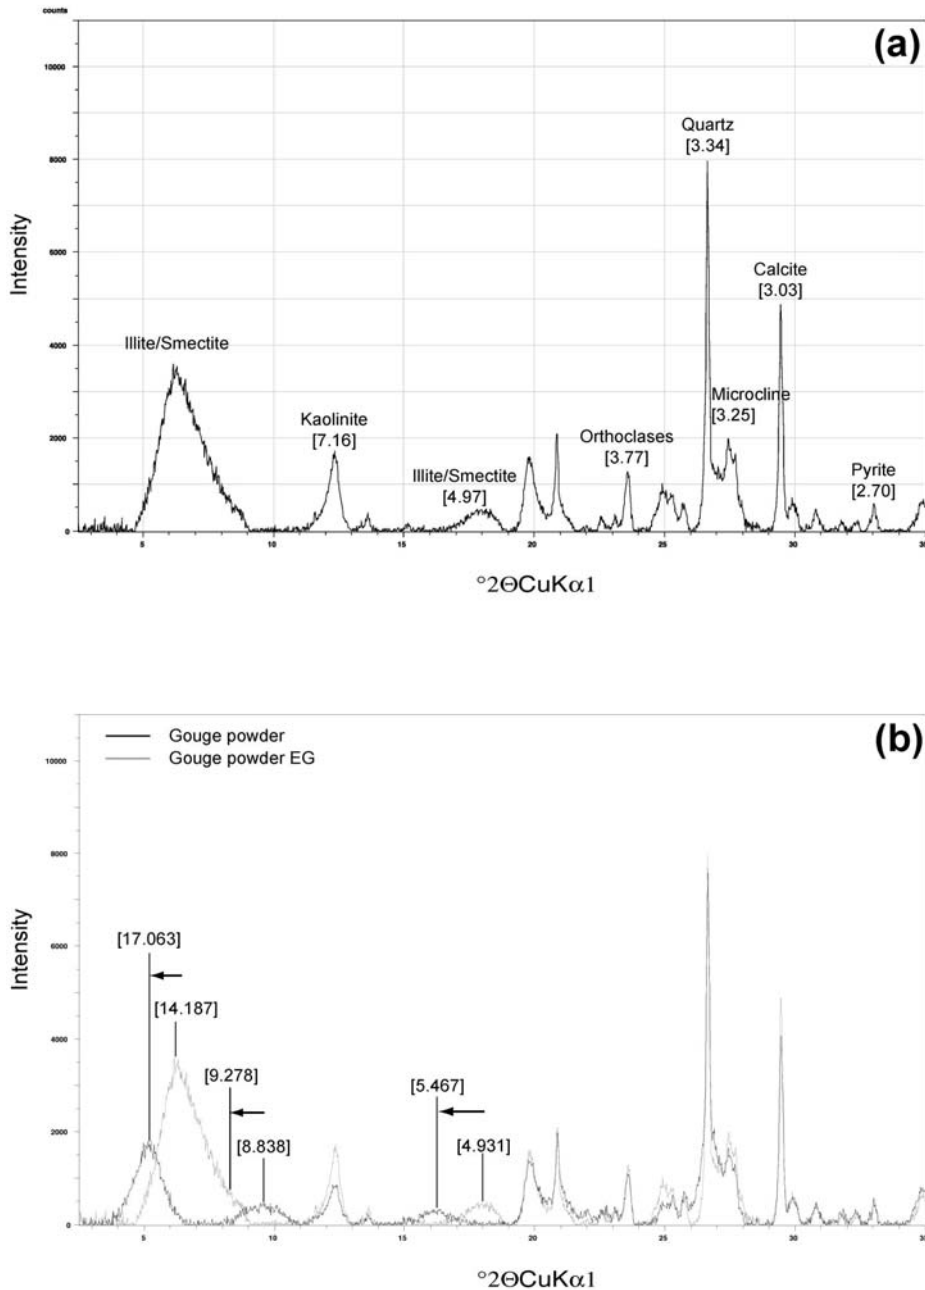 counts
(a)
10000
Quartz
[3.34]
8000
Intensity
6000
Calcite
[3.03]
4000
Illite/Smectite
Microcline
[3.25]
Kaolinite
[7.16]
2000
Orthoclases
[3.77]
Illite/Smectite
[4.97]
Pyrite
[2.70]
0
5 10 15 20 25 30 35
°2ΘCuKα1
(b)
Gouge powder
Gouge powder EG
10000
8000
Intensity
[17.063]
6000
[14.187]
4000
[9.278]
[5.467]
[8.838]
[4.931]
2000
0
5 10 15 20 25 30 35
°2ΘCuKα1